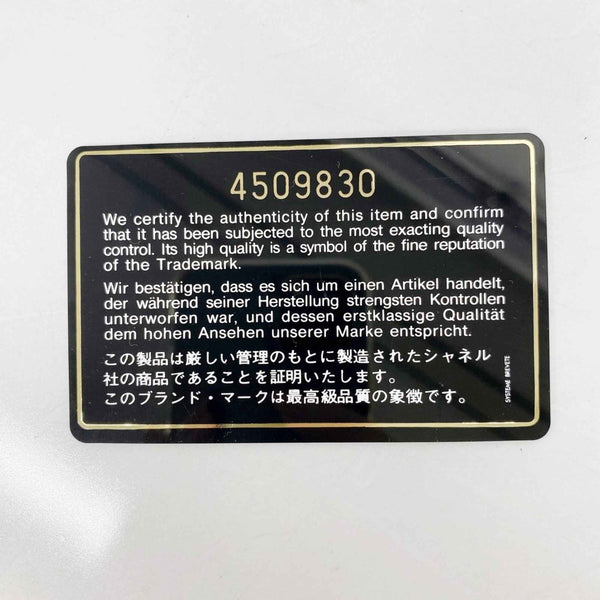 4509830
We certify the authenticity of this item and confirm
that it has been subjected to the most exacting quality
control. Its high quality is a symbol of the fine reputation
of the Trademark.
Wir bestätigen, dass es sich um einen Artikel handelt,
der während seiner Herstellung strengsten Kontrollen
unterworfen war, und dessen erstklassige Qualität
dem hohen Ansehen unserer Marke entspricht.
この製品は厳しい管理のもとに製造されたシャネル
社の商品であることを証明いたします。
このブランド・マークは最高級品質の象徴です。
SYSTEME BREVETE